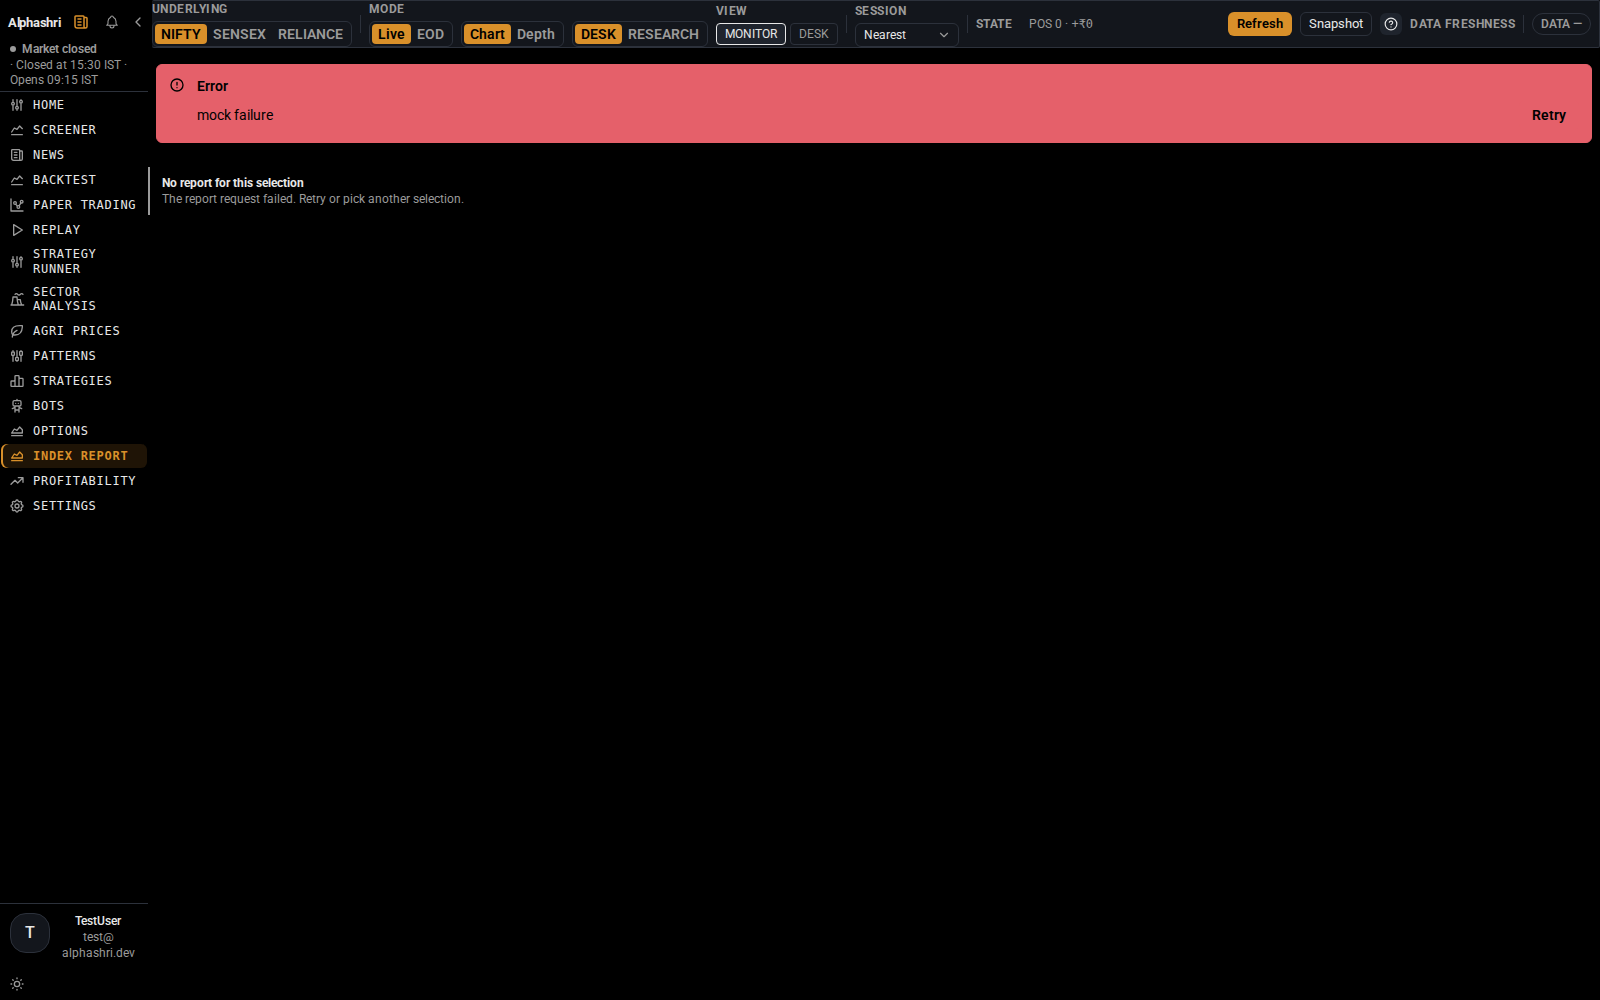 Alphashri
Market closed
· Closed at 15:30 IST ·
Opens 09:15 IST
HOME
SCREENER
NEWS
BACKTEST
PAPER TRADING
REPLAY
STRATEGY
RUNNER
SECTOR
ANALYSIS
AGRI PRICES
PATTERNS
STRATEGIES
BOTS
OPTIONS
INDEX REPORT
PROFITABILITY
SETTINGS
T
TestUser
test@
alphashri.dev
UNDERLYING
NIFTY SENSEX RELIANCE
MODE
Live EOD
Chart Depth
DESK RESEARCH
VIEW
MONITOR DESK
SESSION
Nearest
STATE POS 0 · +₹0
Refresh Snapshot DATA FRESHNESS DATA —
Error
mock failure
Retry
No report for this selection
The report request failed. Retry or pick another selection.